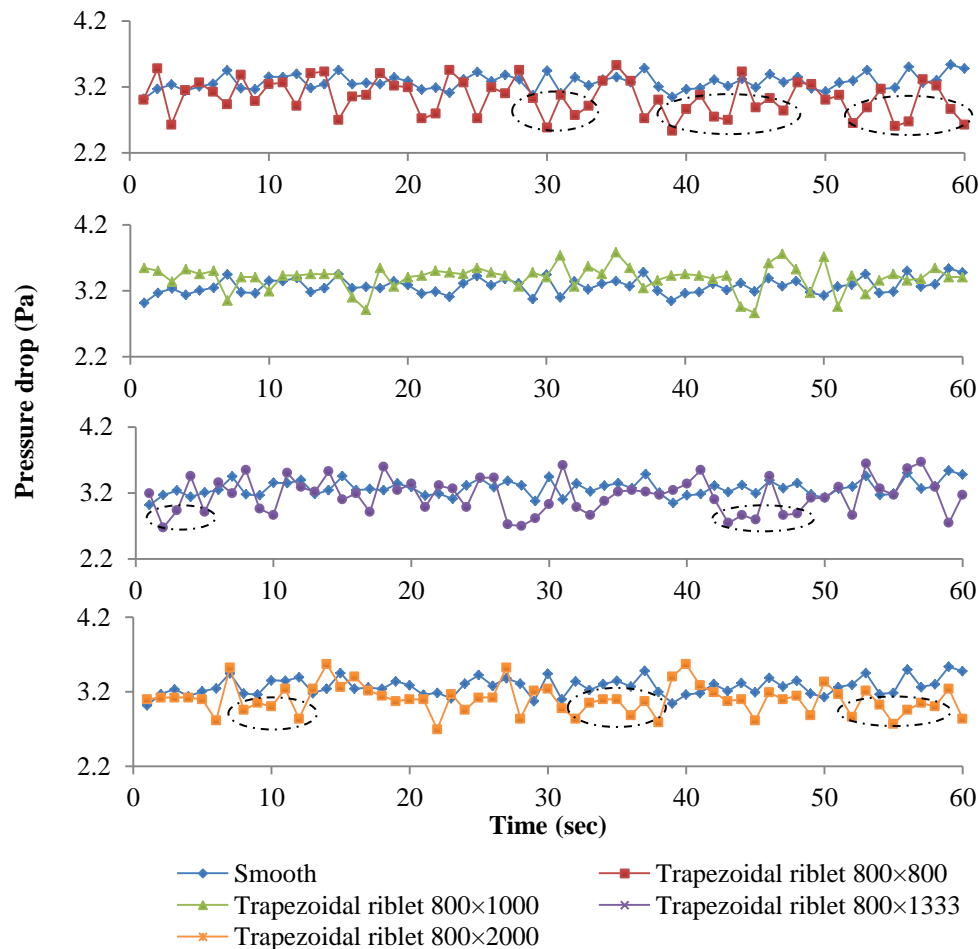 4.2
3.2
2.2
0 10 20 30 40 50 60
4.2
3.2
2.2
0 10 20 30 40 50 60
Pressure drop (Pa)
4.2
3.2
2.2
0 10 20 30 40 50 60
4.2
3.2
2.2
0 10 20 30 40 50 60
Time (sec)
Smooth Trapezoidal riblet 800×800
Trapezoidal riblet 800×1000 Trapezoidal riblet 800×1333
Trapezoidal riblet 800×2000